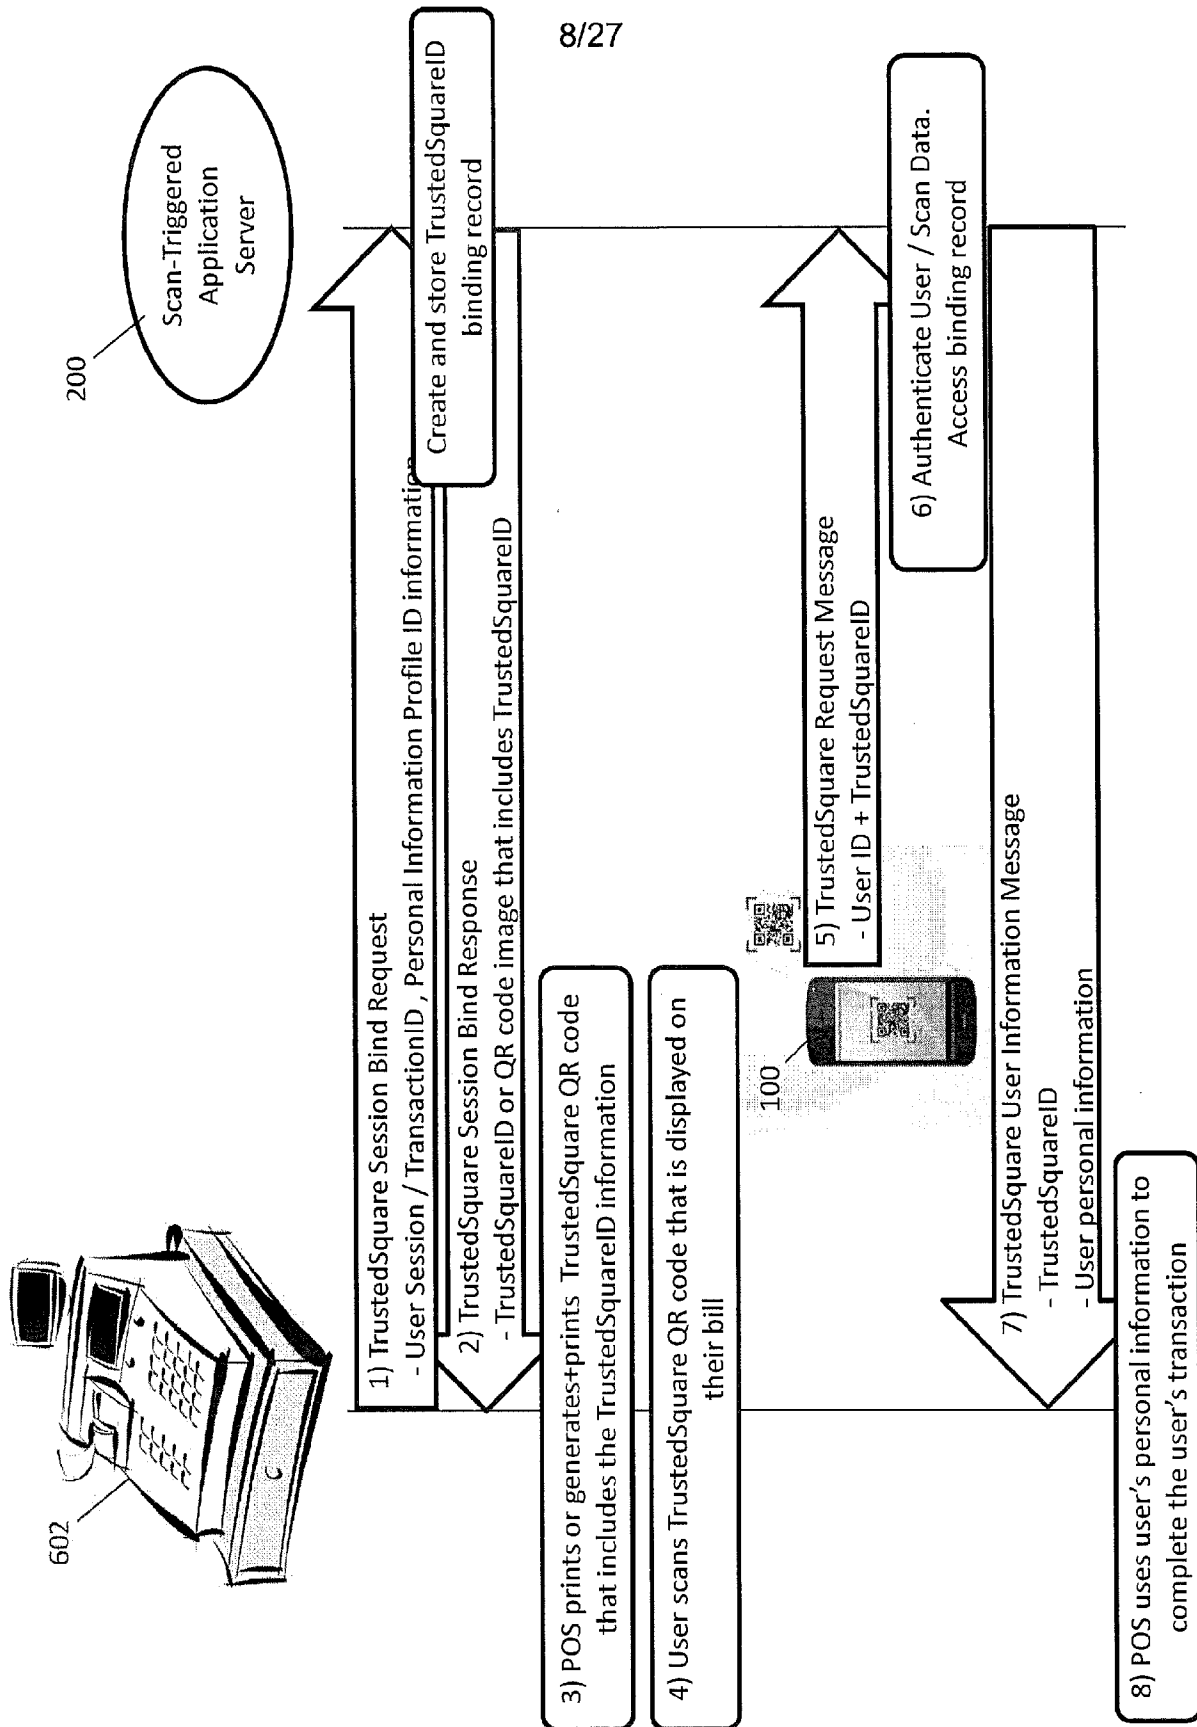 8/27
Scan-Triggered
Application
Server
200
602
1) TrustedSquare Session Bind Request
- User Session / TransactionID , Personal Information Profile ID information
Create and store TrustedSquareID
binding record
2) TrustedSquare Session Bind Response
- TrustedSquareID or QR code image that includes TrustedSquareID
3) POS prints or generates+prints TrustedSquare QR code
that includes the TrustedSquareID information
4) User scans TrustedSquare QR code that is displayed on
their bill
100
5) TrustedSquare Request Message
- User ID + TrustedSquareID
6) Authenticate User / Scan Data.
Access binding record
7) TrustedSquare User Information Message
- TrustedSquareID
- User personal information
8) POS uses user's personal information to
complete the user's transaction